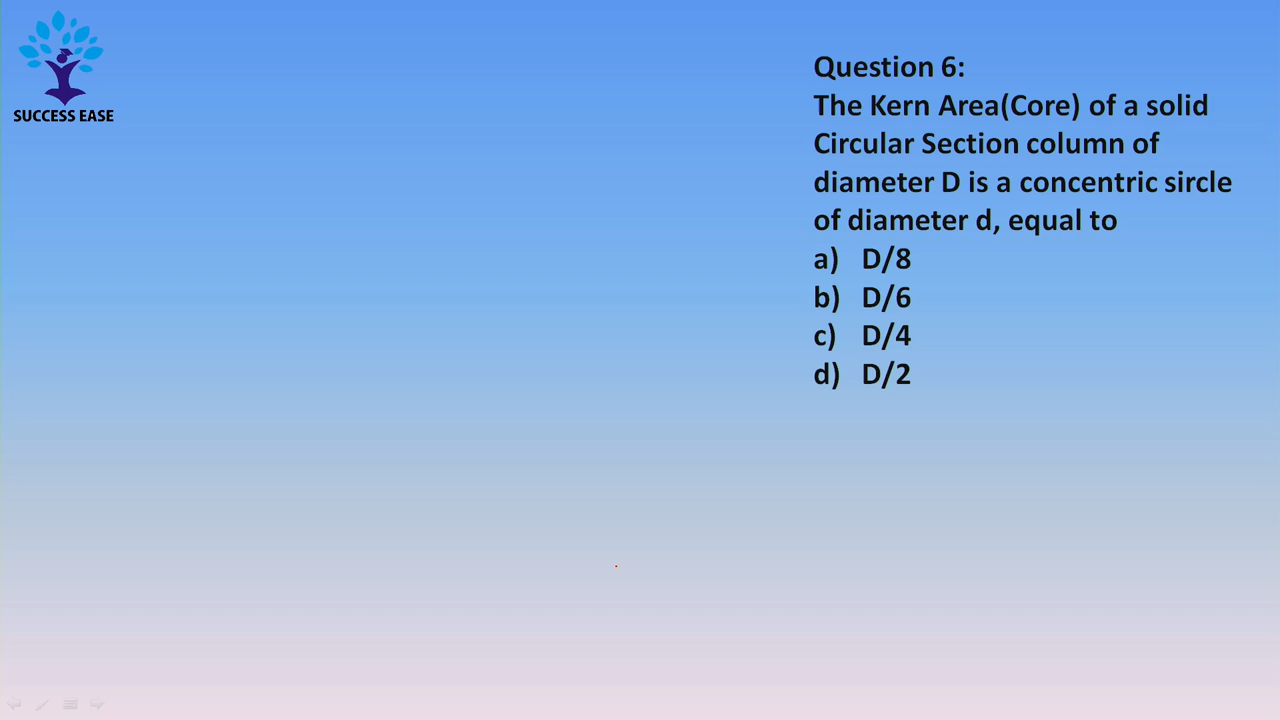 SUCCESS EASE
Question 6:
The Kern Area(Core) of a solid
Circular Section column of
diameter D is a concentric sircle
of diameter d, equal to
a) D/8
b) D/6
c) D/4
d) D/2